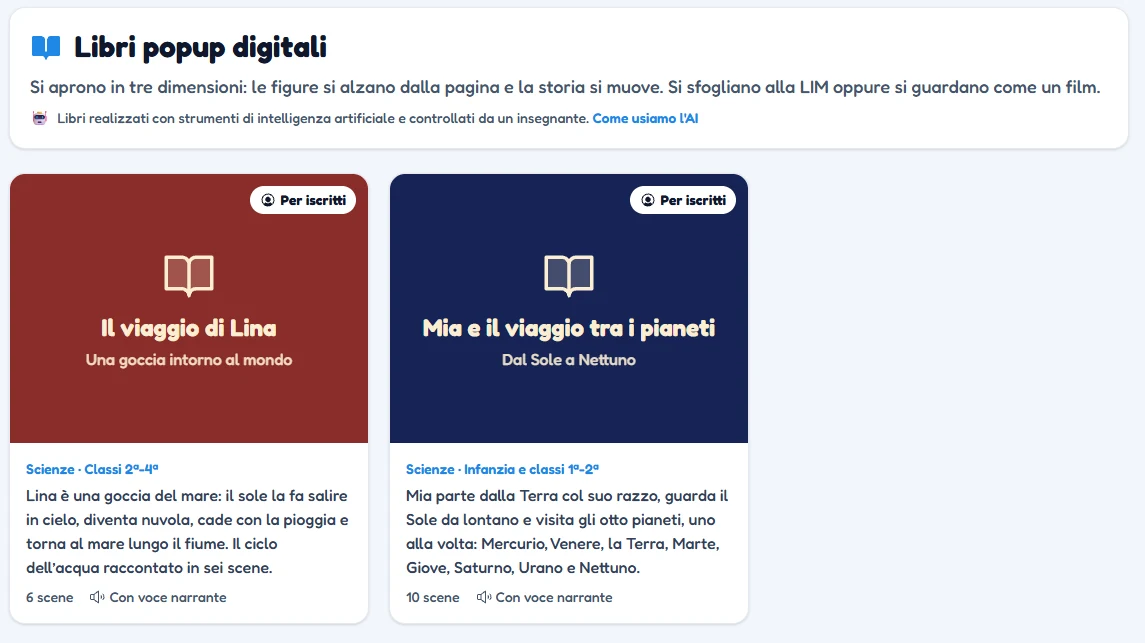 Libri popup digitali
Si aprono in tre dimensioni: le figure si alzano dalla pagina e la storia si muove. Si sfogliano alla LIM oppure si guardano come un film.
Libri realizzati con strumenti di intelligenza artificiale e controllati da un insegnante. Come usiamo l'AI
Per iscritti
Il viaggio di Lina
Una goccia intorno al mondo
Scienze · Classi 2ª-4ª
Lina è una goccia del mare: il sole la fa salire
in cielo, diventa nuvola, cade con la pioggia e
torna al mare lungo il fiume. Il ciclo
dell'acqua raccontato in sei scene.
6 scene Con voce narrante
Per iscritti
Mia e il viaggio tra i pianeti
Dal Sole a Nettuno
Scienze · Infanzia e classi 1ª-2ª
Mia parte dalla Terra col suo razzo, guarda il
Sole da lontano e visita gli otto pianeti, uno
alla volta: Mercurio, Venere, la Terra, Marte,
Giove, Saturno, Urano e Nettuno.
10 scene Con voce narrante